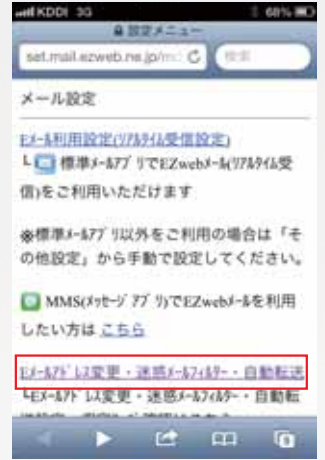 KDDI 3G 68%
設定メニュー
set.mail.ezweb.ne.jp/m 検索
メール設定
Eﾒｰﾙ利用設定(ﾘｱﾙﾀｲﾑ受信設定)
└ 標準ﾒｰﾙｱﾌﾟﾘでEZwebﾒｰﾙ(ﾘｱﾙﾀｲﾑ受
信)をご利用いただけます
※標準ﾒｰﾙｱﾌﾟﾘ以外をご利用の場合は「そ
の他設定」から手動で設定してください。
MMS(ﾒｯｾｰｼﾞｱﾌﾟﾘ)でEZwebﾒｰﾙを利用
したい方は こちら
Eﾒｰﾙｱﾄﾞﾚｽ変更・迷惑ﾒｰﾙﾌｨﾙﾀｰ・自動転送
└Eﾒｰﾙｱﾄﾞﾚｽ変更・迷惑ﾒｰﾙﾌｨﾙﾀｰ・自動転